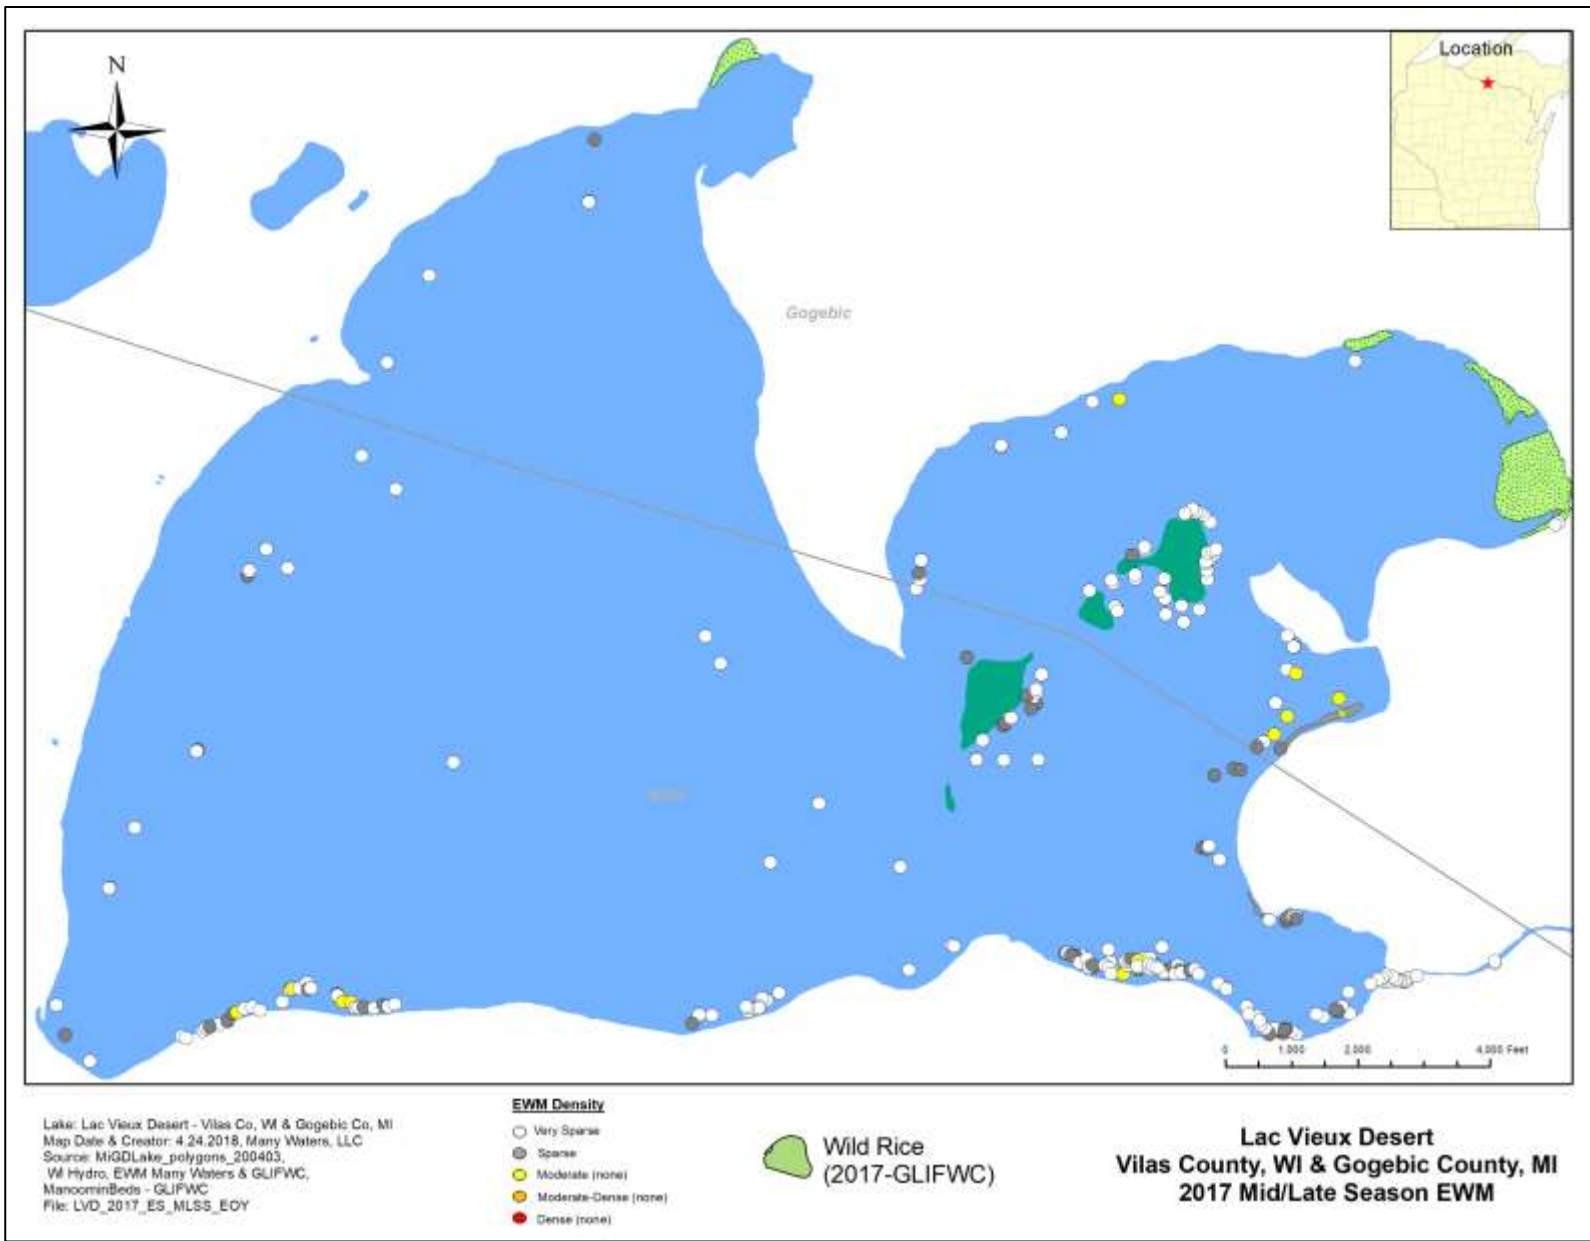 Location
N
Gogebic
0 1,000 2,000 4,000 Feet
Lake: Lac Vieux Desert - Vilas Co, WI & Gogebic Co, MI
Map Date & Creator: 4.24.2018, Many Waters, LLC
Source: MiGDLake_polygons_200403,
WI Hydro, EWM Many Waters & GLIFWC,
ManoominBeds - GLIFWC
File: LVD_2017_ES_MLSS_EOY
EWM Density
Very Sparse
Sparse
Moderate (none)
Moderate-Dense (none)
Dense (none)
Wild Rice
(2017-GLIFWC)
Lac Vieux Desert
Vilas County, WI & Gogebic County, MI
2017 Mid/Late Season EWM